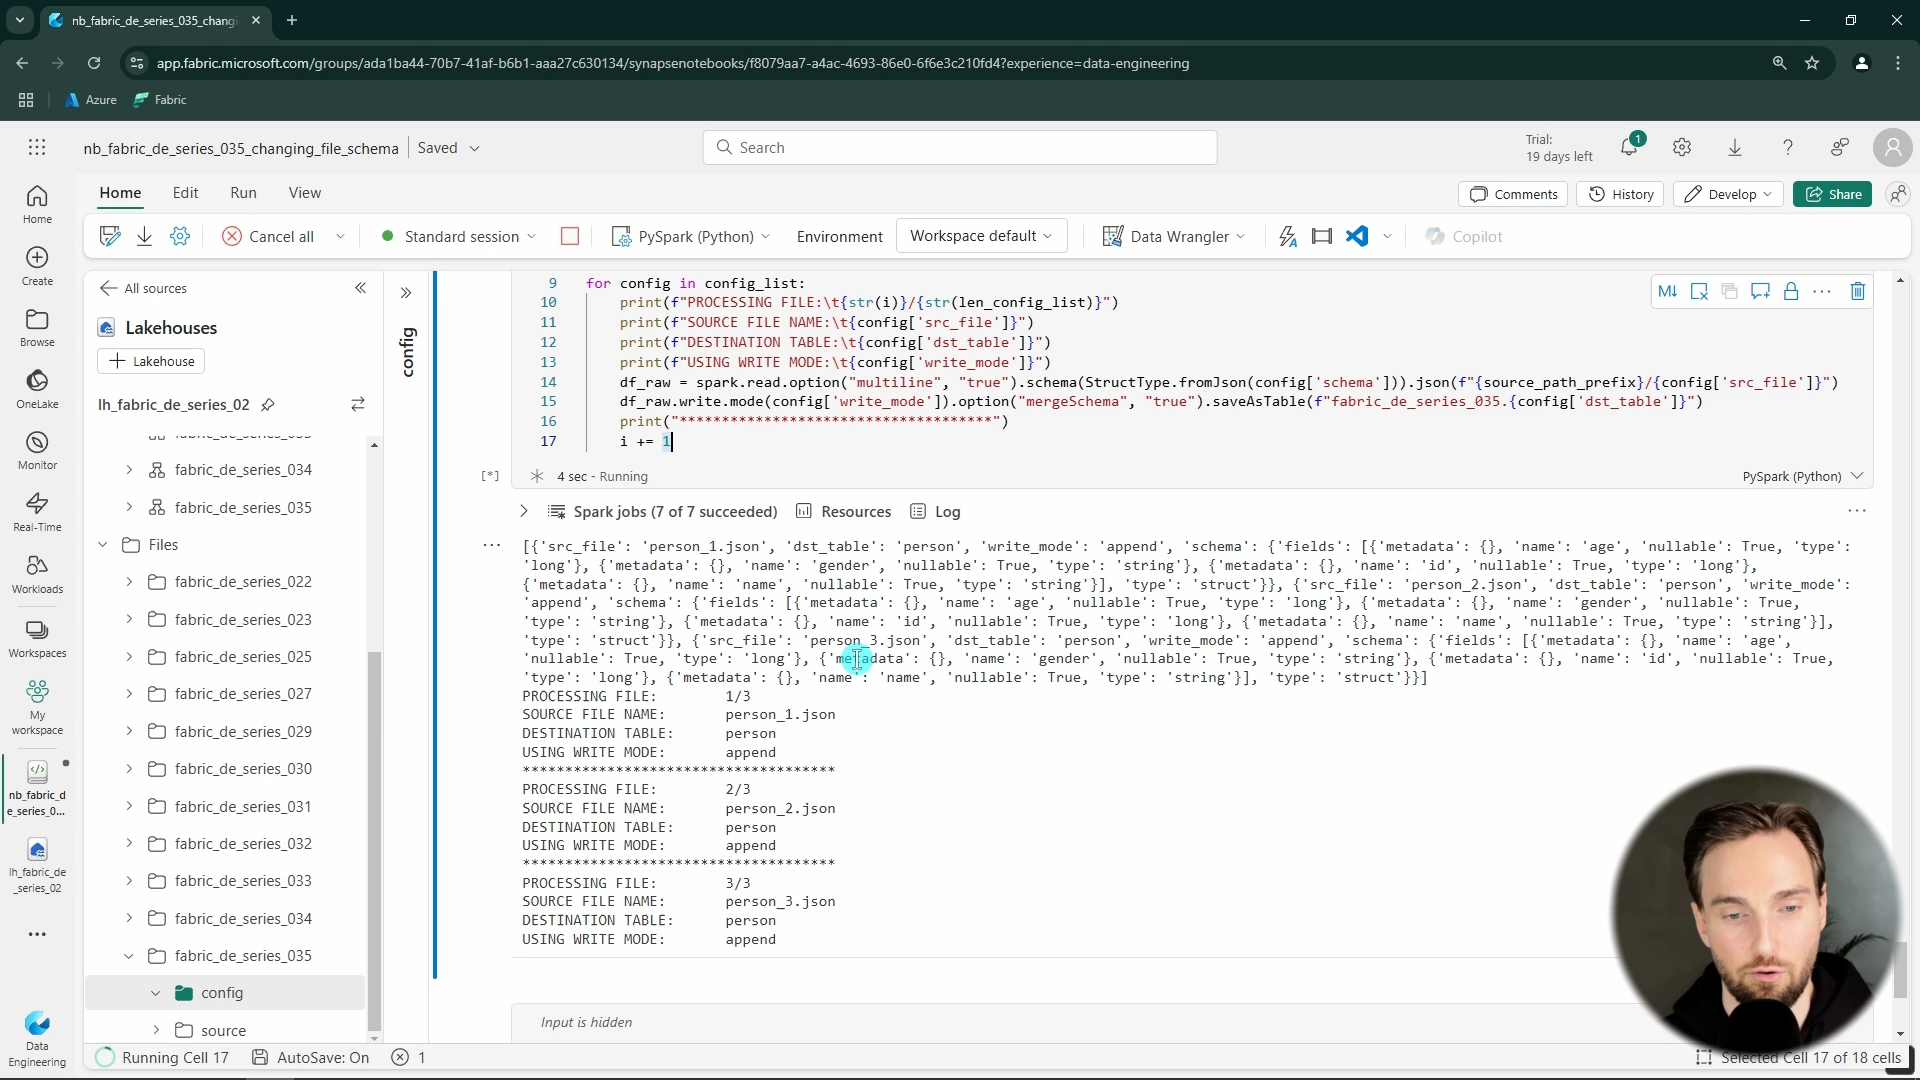 nb_fabric_de_series_035_chang
app.fabric.microsoft.com/groups/ada1ba44-70b7-41af-b6b1-aaa27c630134/synapsenotebooks/f8079aa7-a4ac-4693-86e0-6f6e3c210fd4?experience=data-engineering
Azure Fabric
nb_fabric_de_series_035_changing_file_schema Saved Search Trial: 19 days left 1
Home Edit Run View Comments History Develop Share
Cancel all Standard session PySpark (Python) Environment Workspace default Data Wrangler Copilot
Home
Create
Browse
OneLake
Monitor
Real-Time
Workloads
Workspaces
My workspace
nb_fabric_d
e_series_0...
lh_fabric_de
_series_02
Data
Engineering
All sources
Lakehouses
Lakehouse
lh_fabric_de_series_02
fabric_de_series_034
fabric_de_series_035
Files
fabric_de_series_022
fabric_de_series_023
fabric_de_series_025
fabric_de_series_027
fabric_de_series_029
fabric_de_series_030
fabric_de_series_031
fabric_de_series_032
fabric_de_series_033
fabric_de_series_034
fabric_de_series_035
config
source
config
9 for config in config_list:
10 print(f"PROCESSING FILE:\t{str(i)}/{str(len_config_list)}")
11 print(f"SOURCE FILE NAME:\t{config['src_file']}")
12 print(f"DESTINATION TABLE:\t{config['dst_table']}")
13 print(f"USING WRITE MODE:\t{config['write_mode']}")
14 df_raw = spark.read.option("multiline", "true").schema(StructType.fromJson(config['schema'])).json(f"{source_path_prefix}/{config['src_file']}")
15 df_raw.write.mode(config['write_mode']).option("mergeSchema", "true").saveAsTable(f"fabric_de_series_035.{config['dst_table']}")
16 print("*************************************")
17 i += 1
M↓
[*] 4 sec - Running PySpark (Python)
Spark jobs (7 of 7 succeeded) Resources Log
[{'src_file': 'person_1.json', 'dst_table': 'person', 'write_mode': 'append', 'schema': {'fields': [{'metadata': {}, 'name': 'age', 'nullable': True, 'type':
'long'}, {'metadata': {}, 'name': 'gender', 'nullable': True, 'type': 'string'}, {'metadata': {}, 'name': 'id', 'nullable': True, 'type': 'long'},
{'metadata': {}, 'name': 'name', 'nullable': True, 'type': 'string'}], 'type': 'struct'}}, {'src_file': 'person_2.json', 'dst_table': 'person', 'write_mode':
'append', 'schema': {'fields': [{'metadata': {}, 'name': 'age', 'nullable': True, 'type': 'long'}, {'metadata': {}, 'name': 'gender', 'nullable': True,
'type': 'string'}, {'metadata': {}, 'name': 'id', 'nullable': True, 'type': 'long'}, {'metadata': {}, 'name': 'name', 'nullable': True, 'type': 'string'}],
'type': 'struct'}}, {'src_file': 'person_3.json', 'dst_table': 'person', 'write_mode': 'append', 'schema': {'fields': [{'metadata': {}, 'name': 'age',
'nullable': True, 'type': 'long'}, {'metadata': {}, 'name': 'gender', 'nullable': True, 'type': 'string'}, {'metadata': {}, 'name': 'id', 'nullable': True,
'type': 'long'}, {'metadata': {}, 'name': 'name', 'nullable': True, 'type': 'string'}], 'type': 'struct'}}]
PROCESSING FILE: 1/3
SOURCE FILE NAME: person_1.json
DESTINATION TABLE: person
USING WRITE MODE: append
*************************************
PROCESSING FILE: 2/3
SOURCE FILE NAME: person_2.json
DESTINATION TABLE: person
USING WRITE MODE: append
*************************************
PROCESSING FILE: 3/3
SOURCE FILE NAME: person_3.json
DESTINATION TABLE: person
USING WRITE MODE: append
Input is hidden
Running Cell 17 AutoSave: On 1 Selected Cell 17 of 18 cells